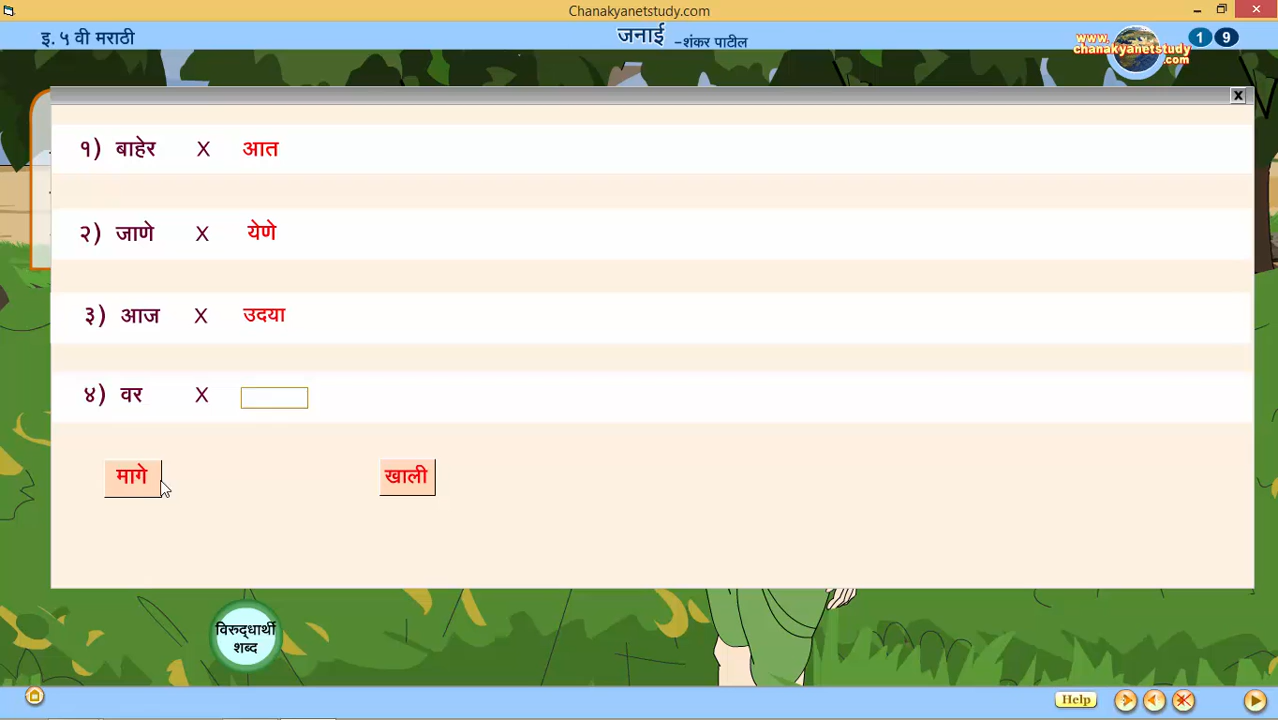 Chanakyanetstudy.com
इ. ५ वी मराठी
जनाई -शंकर पाटील
www.
chanakyanetstudy
.com
1 9
X
१) बाहेर X आत
२) जाणे X येणे
३) आज X उदया
४) वर X
मागे खाली
विरुद्धार्थी
शब्द
Help